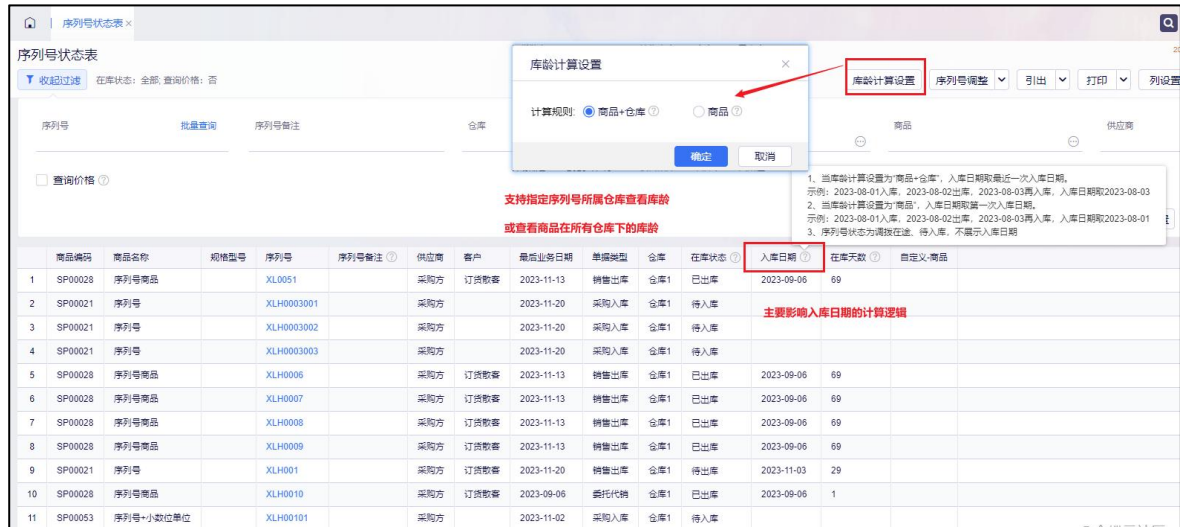 序列号状态表×
序列号状态表
收起过滤 在库状态：全部; 查询价格：否
库龄计算设置 序列号调整 引出 打印 列设置
库龄计算设置 ×
计算规则: 商品+仓库 商品
确定 取消
序列号 批量查询 序列号备注 仓库 商品 供应商
查询价格
支持指定序列号所属仓库查看库龄
或查看商品在所有仓库下的库龄
1、当库龄计算设置为“商品+仓库”，入库日期取最近一次入库日期。
示例：2023-08-01入库，2023-08-02出库，2023-08-03再入库，入库日期取2023-08-03
2、当库龄计算设置为“商品”，入库日期取第一次入库日期。
示例：2023-08-01入库，2023-08-02出库，2023-08-03再入库，入库日期取2023-08-01
3、序列号状态为调拨在途、待入库，不展示入库日期
商品编码 商品名称 规格型号 序列号 序列号备注 供应商 客户 最后业务日期 单据类型 仓库 在库状态 入库日期 在库天数 自定义-商品
1 SP00028 序列号商品 XL0051 采购方 订货散客 2023-11-13 销售出库 仓库1 已出库 2023-09-06 69
2 SP00021 序列号 XLH0003001 采购方 2023-11-20 采购入库 仓库1 待入库
主要影响入库日期的计算逻辑
3 SP00021 序列号 XLH0003002 采购方 2023-11-20 采购入库 仓库1 待入库
4 SP00021 序列号 XLH0003003 采购方 2023-11-20 采购入库 仓库1 待入库
5 SP00028 序列号商品 XLH0006 采购方 订货散客 2023-11-13 销售出库 仓库1 已出库 2023-09-06 69
6 SP00028 序列号商品 XLH0007 采购方 订货散客 2023-11-13 销售出库 仓库1 已出库 2023-09-06 69
7 SP00028 序列号商品 XLH0008 采购方 订货散客 2023-11-13 销售出库 仓库1 已出库 2023-09-06 69
8 SP00028 序列号商品 XLH0009 采购方 订货散客 2023-11-13 销售出库 仓库1 已出库 2023-09-06 69
9 SP00021 序列号 XLH001 采购方 订货散客 2023-11-20 销售出库 仓库1 待出库 2023-11-03 29
10 SP00028 序列号商品 XLH0010 采购方 订货散客 2023-09-06 委托代销 仓库1 已出库 2023-09-06 1
11 SP00053 序列号+小数位单位 XLH00101 采购方 2023-11-02 采购入库 仓库1 待入库